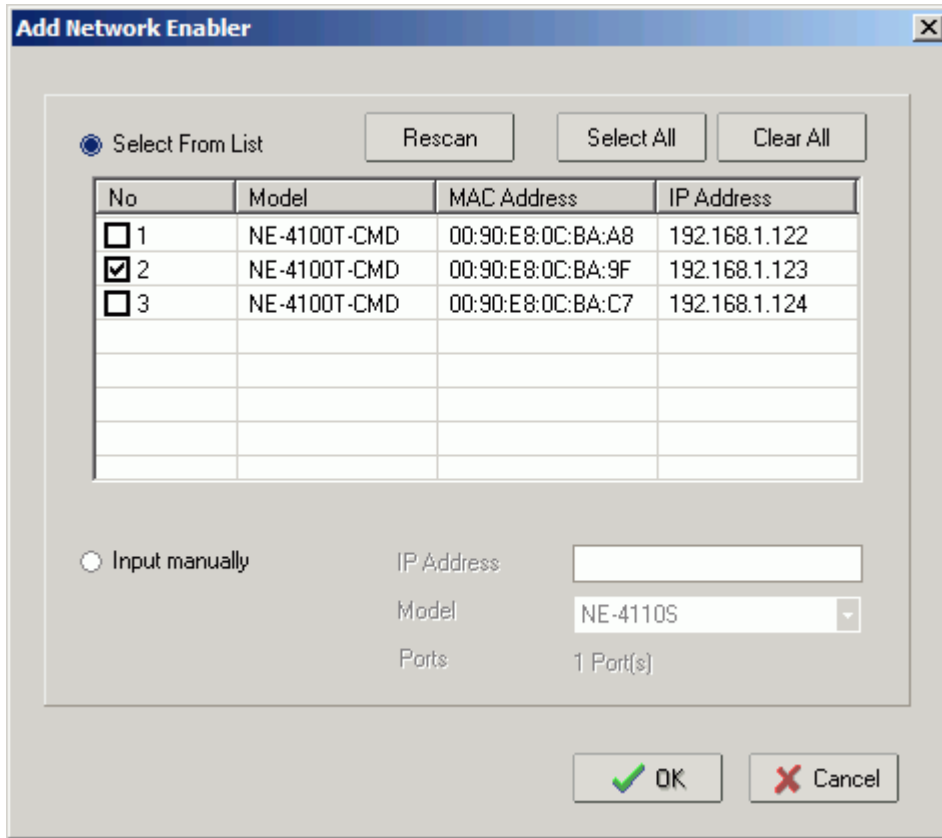 Add Network Enabler
Select From List Rescan Select All Clear All
No Model MAC Address IP Address
1 NE-4100T-CMD 00:90:E8:0C:BA:A8 192.168.1.122
2 NE-4100T-CMD 00:90:E8:0C:BA:9F 192.168.1.123
3 NE-4100T-CMD 00:90:E8:0C:BA:C7 192.168.1.124
Input manually IP Address
Model NE-4110S
Ports 1 Port(s)
OK Cancel